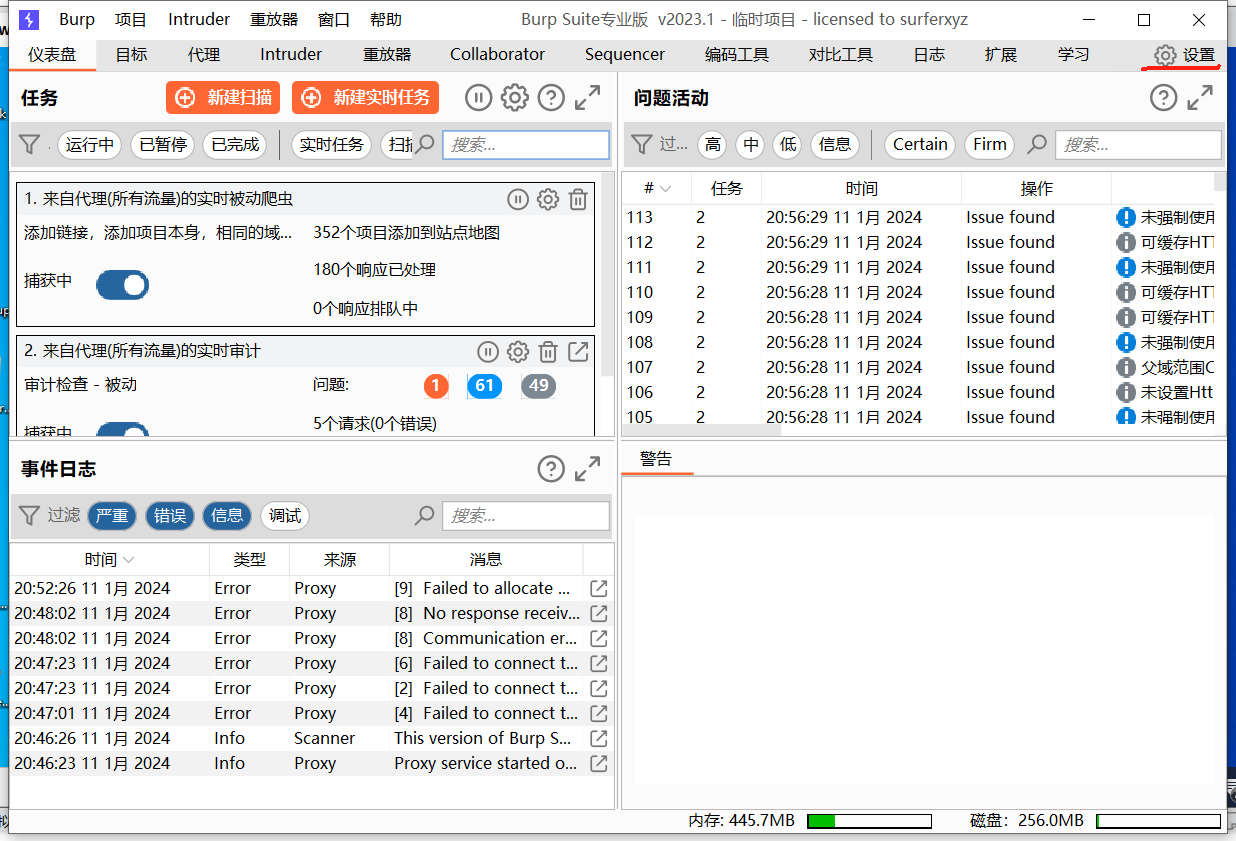 Burp 项目 Intruder 重放器 窗口 帮助 Burp Suite专业版 v2023.1 - 临时项目 - licensed to surferxyz
仪表盘 目标 代理 Intruder 重放器 Collaborator Sequencer 编码工具 对比工具 日志 扩展 学习 设置
任务 新建扫描 新建实时任务
运行中 已暂停 已完成 实时任务 扫描 搜索...
1. 来自代理(所有流量)的实时被动爬虫
添加链接，添加项目本身，相同的域... 352个项目添加到站点地图
捕获中 180个响应已处理
0个响应排队中
2. 来自代理(所有流量)的实时审计
审计检查 - 被动 问题: 1 61 49
捕获中 5个请求(0个错误)
问题活动
过... 高 中 低 信息 Certain Firm 搜索...
# 任务 时间 操作
113 2 20:56:29 11 1月 2024 Issue found 未强制使用
112 2 20:56:29 11 1月 2024 Issue found 可缓存HTT
111 2 20:56:29 11 1月 2024 Issue found 未强制使用
110 2 20:56:28 11 1月 2024 Issue found 可缓存HTT
109 2 20:56:28 11 1月 2024 Issue found 可缓存HTT
108 2 20:56:28 11 1月 2024 Issue found 未强制使用
107 2 20:56:28 11 1月 2024 Issue found 父域范围C
106 2 20:56:28 11 1月 2024 Issue found 未设置Htt
105 2 20:56:28 11 1月 2024 Issue found 未强制使用
事件日志
过滤 严重 错误 信息 调试 搜索...
时间 类型 来源 消息
20:52:26 11 1月 2024 Error Proxy [9] Failed to allocate ...
20:48:02 11 1月 2024 Error Proxy [8] No response receiv...
20:48:02 11 1月 2024 Error Proxy [8] Communication er...
20:47:23 11 1月 2024 Error Proxy [6] Failed to connect t...
20:47:23 11 1月 2024 Error Proxy [2] Failed to connect t...
20:47:01 11 1月 2024 Error Proxy [4] Failed to connect t...
20:46:26 11 1月 2024 Info Scanner This version of Burp S...
20:46:23 11 1月 2024 Info Proxy Proxy service started o...
警告
内存: 445.7MB 磁盘: 256.0MB